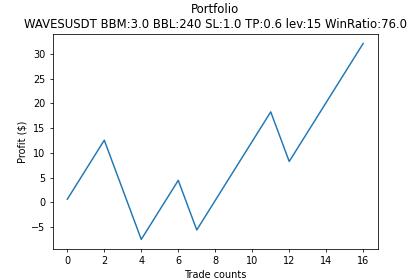 Portfolio
WAVESUSDT BBM:3.0 BBL:240 SL:1.0 TP:0.6 lev:15 WinRatio:76.0
30
25
20
15
10
5
0
−5
Profit ($)
0 2 4 6 8 10 12 14 16
Trade counts